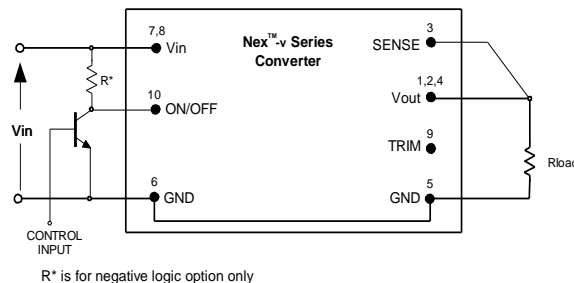 7,8
Vin
Nex™-v Series
Converter
3
SENSE
R*
10
ON/OFF
1,2,4
Vout
Vin
9
TRIM
Rload
6
GND
5
GND
CONTROL
INPUT
R* is for negative logic option only